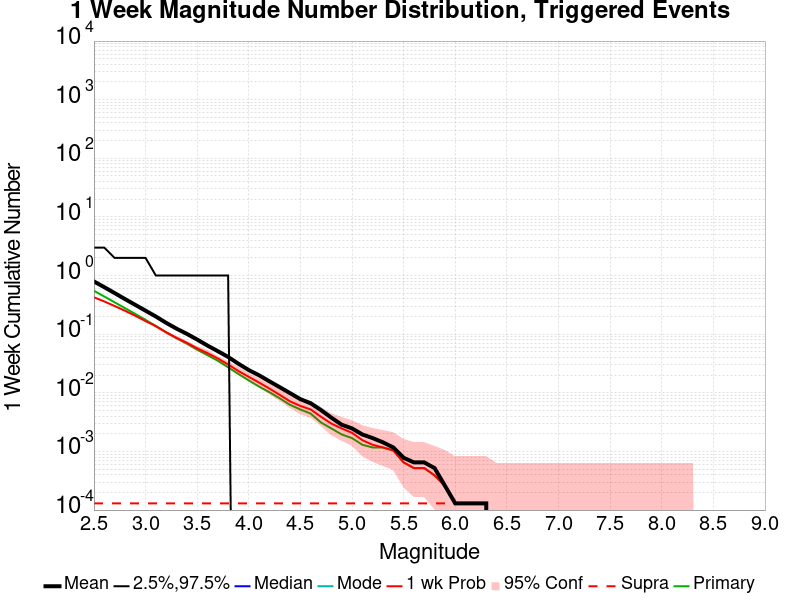 1 Week Magnitude Number Distribution, Triggered Events
1 Week Cumulative Number
10^4
10^3
10^2
10^1
10^0
10^-1
10^-2
10^-3
10^-4
2.5 3.0 3.5 4.0 4.5 5.0 5.5 6.0 6.5 7.0 7.5 8.0 8.5 9.0
Magnitude
Mean 2.5%,97.5% Median Mode 1 wk Prob 95% Conf Supra Primary